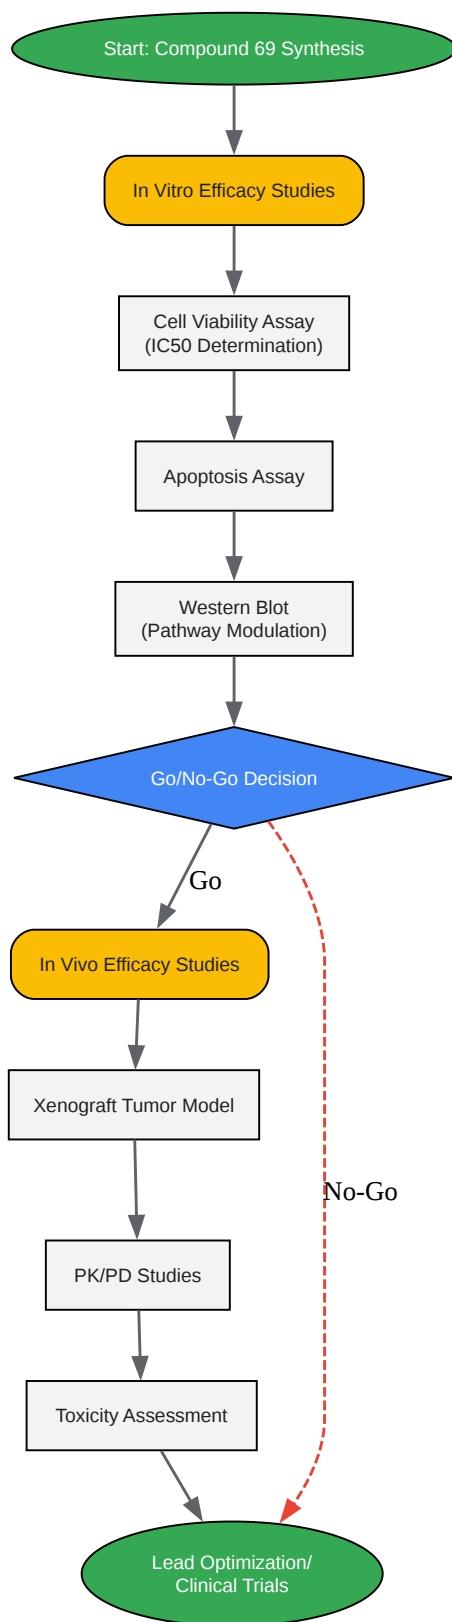 Start: Compound 69 Synthesis
In Vitro Efficacy Studies
Cell Viability Assay
(IC50 Determination)
Apoptosis Assay
Western Blot
(Pathway Modulation)
Go/No-Go Decision
Go
In Vivo Efficacy Studies
Xenograft Tumor Model
No-Go
PK/PD Studies
Toxicity Assessment
Lead Optimization/
Clinical Trials